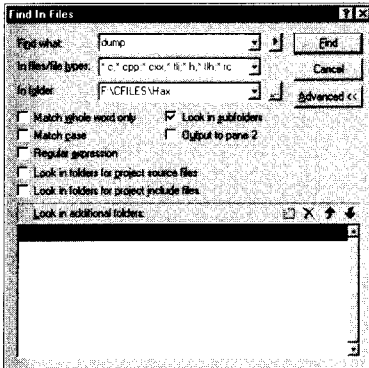 Find In Files
Find what: dump
Find
In files/file types: *.c;*.cpp;*.cxx;*.tli;*.h;*.tlh;*.rc
Cancel
In folder: F:\CFILES\Hax
Advanced <<
Match whole word only
Look in subfolders
Match case
Output to pane 2
Regular expression
Look in folders for project source files
Look in folders for project include files
Look in additional folders: